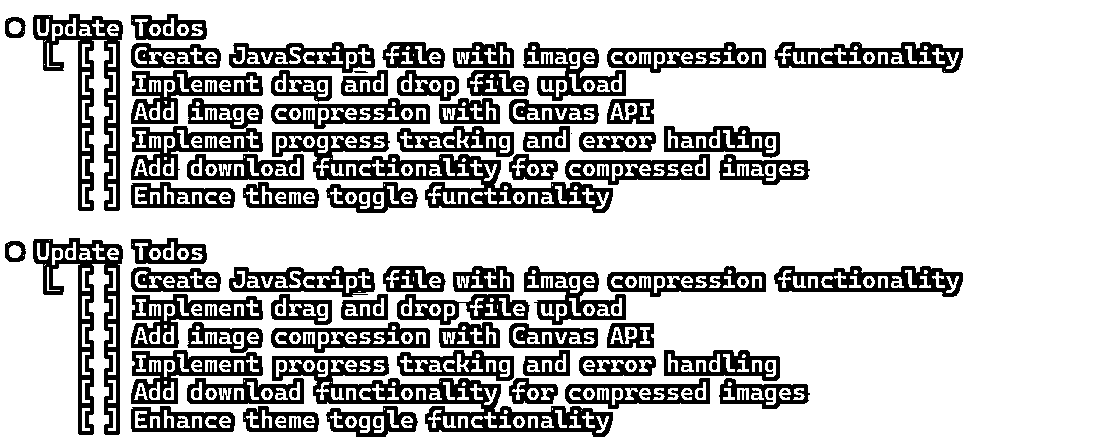 ○ Update Todos
└ [ ] Create JavaScript file with image compression functionality
[ ] Implement drag and drop file upload
[ ] Add image compression with Canvas API
[ ] Implement progress tracking and error handling
[ ] Add download functionality for compressed images
[ ] Enhance theme toggle functionality
○ Update Todos
└ [ ] Create JavaScript file with image compression functionality
[ ] Implement drag and drop file upload
[ ] Add image compression with Canvas API
[ ] Implement progress tracking and error handling
[ ] Add download functionality for compressed images
[ ] Enhance theme toggle functionality